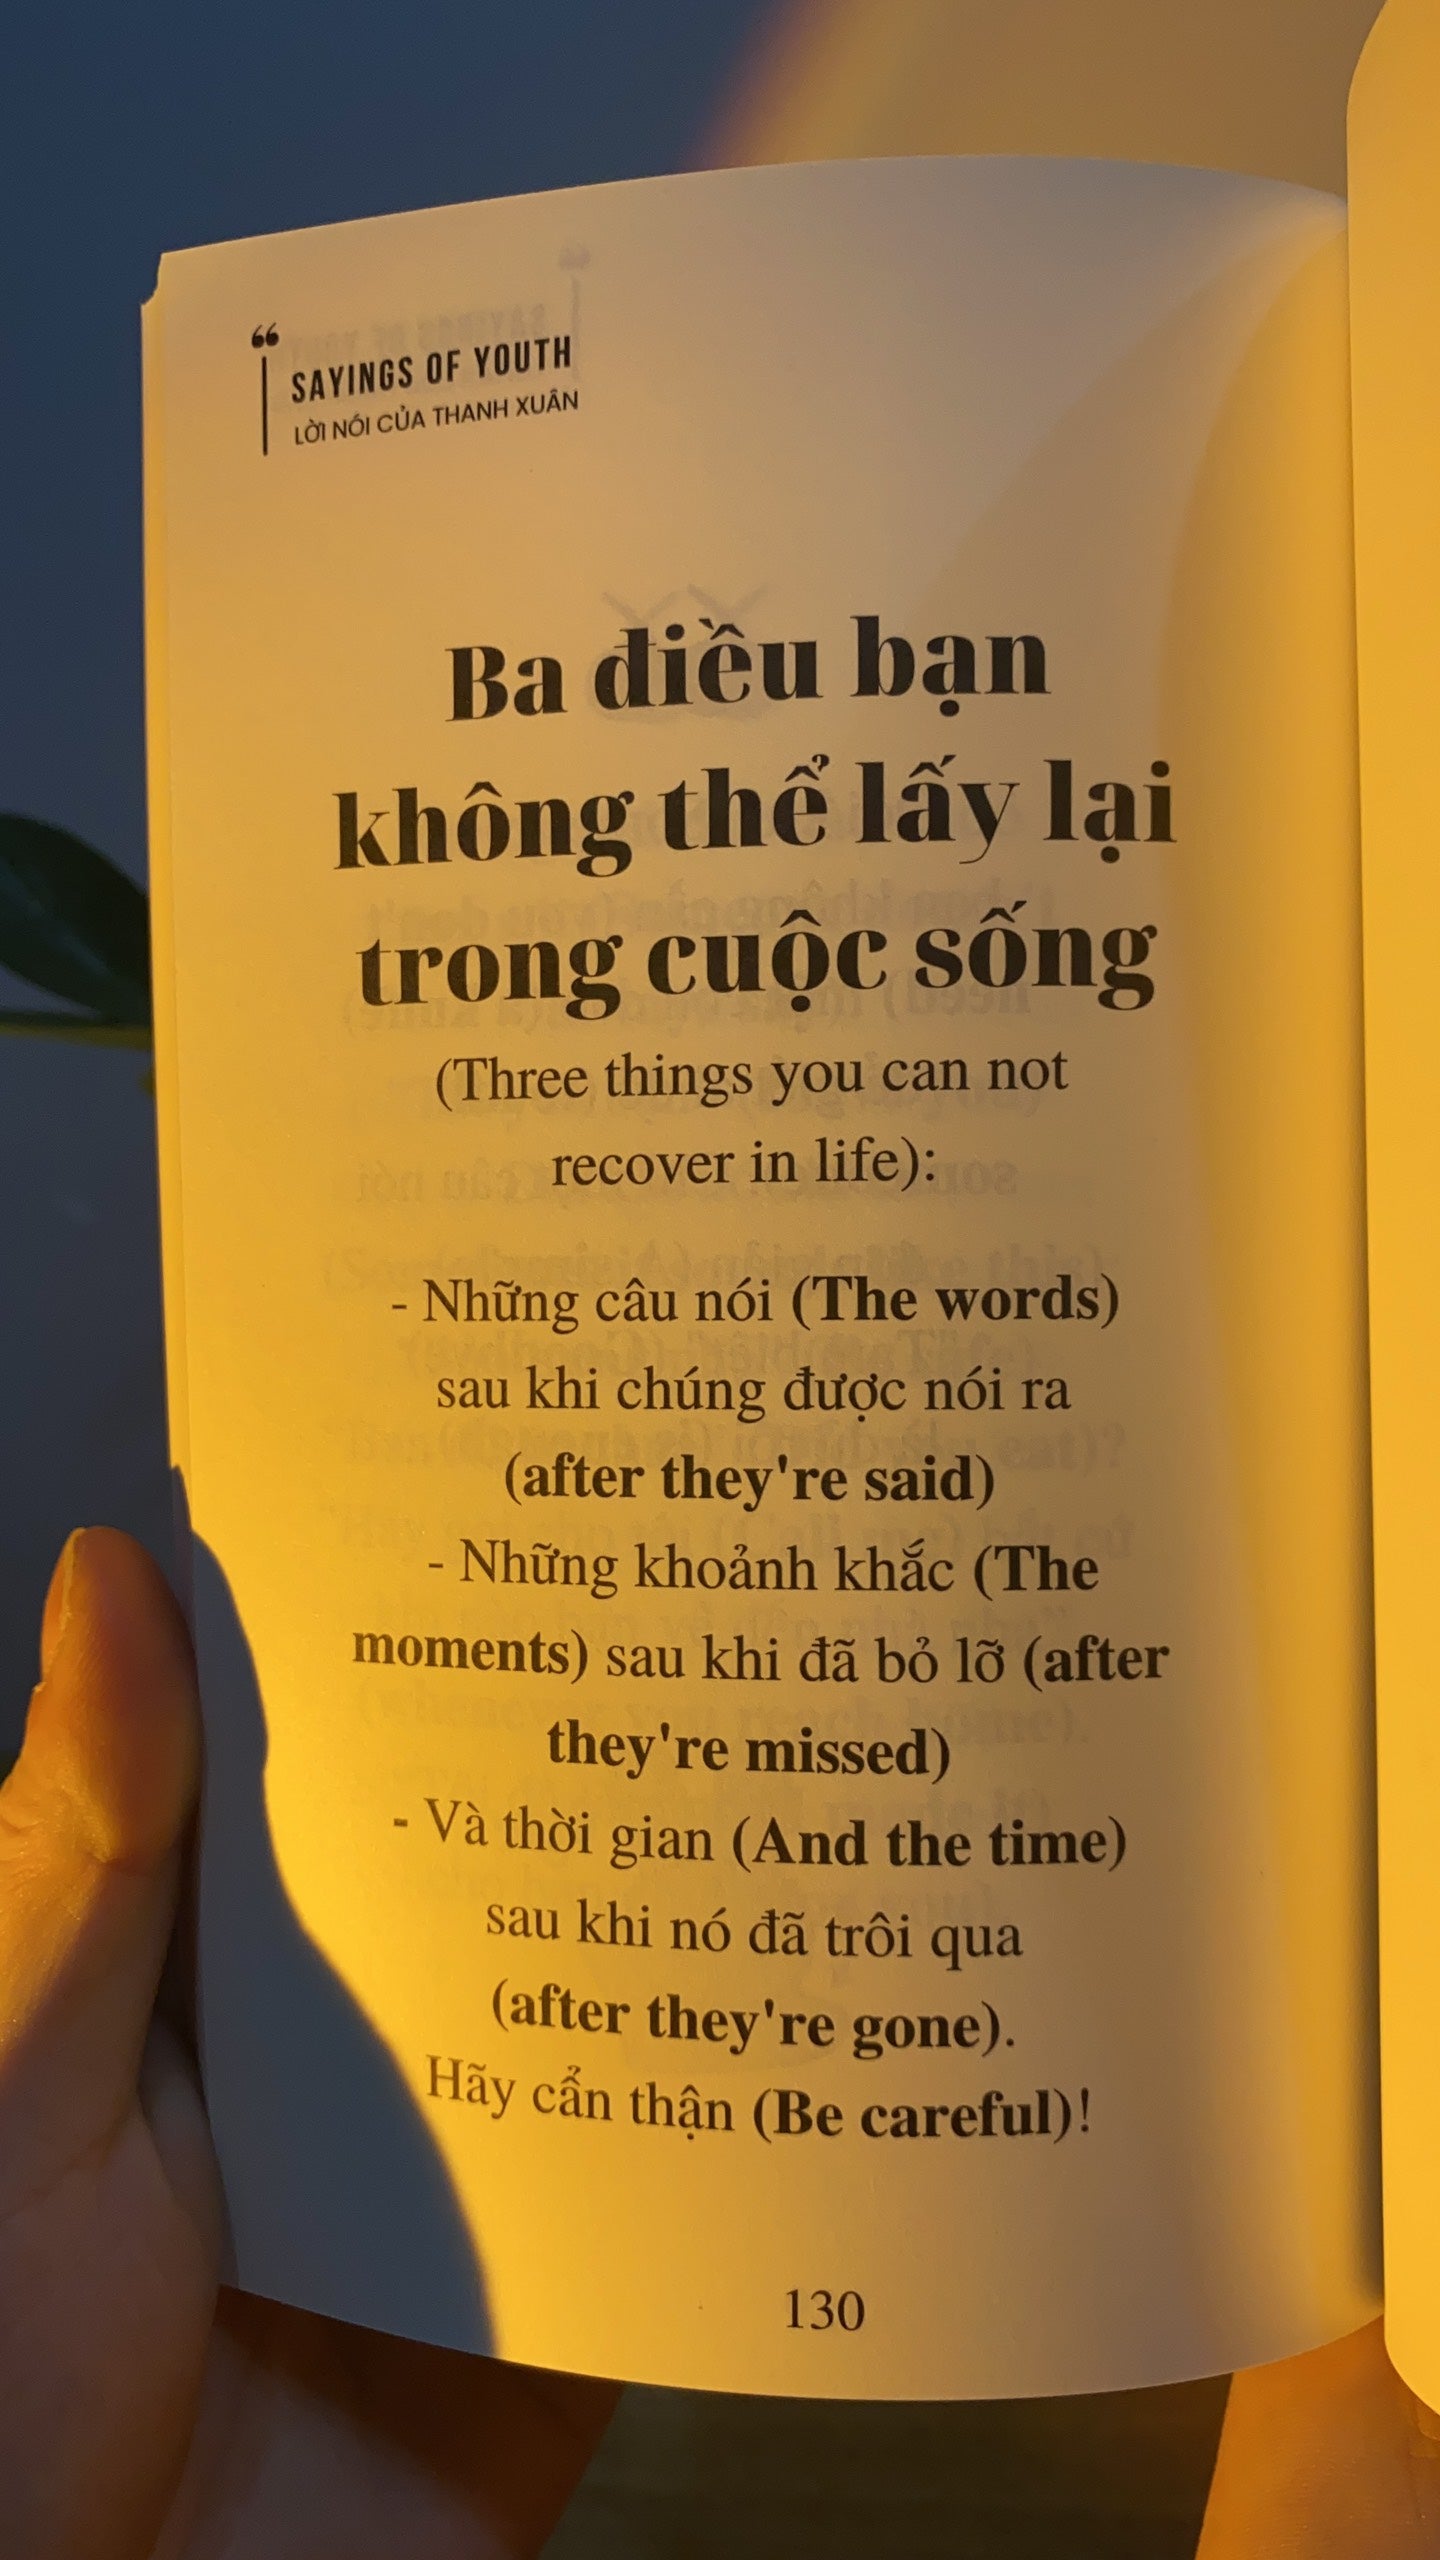 SAYINGS OF YOUTH
LỜI NÓI CỦA THANH XUÂN
Ba điều bạn
không thể lấy lại
trong cuộc sống
(Three things you can not
recover in life):
- Những câu nói (The words)
sau khi chúng được nói ra
(after they're said)
- Những khoảnh khắc (The
moments) sau khi đã bỏ lỡ (after
they're missed)
- Và thời gian (And the time)
sau khi nó đã trôi qua
(after they're gone).
Hãy cẩn thận (Be careful)!
130